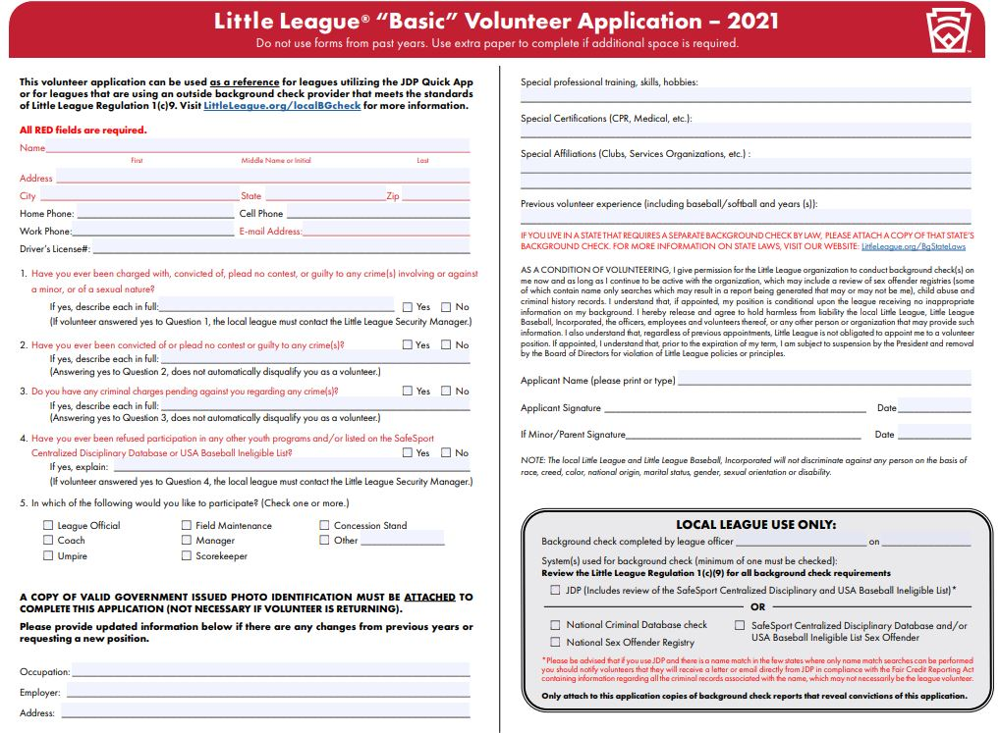 Little League® “Basic” Volunteer Application – 2021
Do not use forms from past years. Use extra paper to complete if additional space is required.
This volunteer application can be used as a reference for leagues utilizing the JDP Quick App
or for leagues that are using an outside background check provider that meets the standards
of Little League Regulation 1(c)9. Visit LittleLeague.org/localBGcheck for more information.
All RED fields are required.
Name
First Middle Name or Initial Last
Address
City State Zip
Home Phone: Cell Phone
Work Phone: E-mail Address:
Driver’s License#:
1. Have you ever been charged with, convicted of, plead no contest, or guilty to any crime(s) involving or against
a minor, or of a sexual nature?
If yes, describe each in full: Yes No
(If volunteer answered yes to Question 1, the local league must contact the Little League Security Manager.)
2. Have you ever been convicted of or plead no contest or guilty to any crime(s)? Yes No
If yes, describe each in full:
(Answering yes to Question 2, does not automatically disqualify you as a volunteer.)
3. Do you have any criminal charges pending against you regarding any crime(s)? Yes No
If yes, describe each in full:
(Answering yes to Question 3, does not automatically disqualify you as a volunteer.)
4. Have you ever been refused participation in any other youth programs and/or listed on the SafeSport
Centralized Disciplinary Database or USA Baseball Ineligible List? Yes No
If yes, explain:
(If volunteer answered yes to Question 4, the local league must contact the Little League Security Manager.)
5. In which of the following would you like to participate? (Check one or more.)
League Official Field Maintenance Concession Stand
Coach Manager Other
Umpire Scorekeeper
A COPY OF VALID GOVERNMENT ISSUED PHOTO IDENTIFICATION MUST BE ATTACHED TO
COMPLETE THIS APPLICATION (NOT NECESSARY IF VOLUNTEER IS RETURNING).
Please provide updated information below if there are any changes from previous years or
requesting a new position.
Occupation:
Employer:
Address:
Special professional training, skills, hobbies:
Special Certifications (CPR, Medical, etc.):
Special Affiliations (Clubs, Services Organizations, etc.) :
Previous volunteer experience (including baseball/softball and years (s)):
IF YOU LIVE IN A STATE THAT REQUIRES A SEPARATE BACKGROUND CHECK BY LAW, PLEASE ATTACH A COPY OF THAT STATE’S
BACKGROUND CHECK. FOR MORE INFORMATION ON STATE LAWS, VISIT OUR WEBSITE: LittleLeague.org/BgStateLaws
AS A CONDITION OF VOLUNTEERING, I give permission for the Little League organization to conduct background check(s) on
me now and as long as I continue to be active with the organization, which may include a review of sex offender registries (some
of which contain name only searches which may result in a report being generated that may or may not be me), child abuse and
criminal history records. I understand that, if appointed, my position is conditional upon the league receiving no inappropriate
information on my background. I hereby release and agree to hold harmless from liability the local Little League, Little League
Baseball, Incorporated, the officers, employees and volunteers thereof, or any other person or organization that may provide such
information. I also understand that, regardless of previous appointments, Little League is not obligated to appoint me to a volunteer
position. If appointed, I understand that, prior to the expiration of my term, I am subject to suspension by the President and removal
by the Board of Directors for violation of Little League policies or principles.
Applicant Name (please print or type)
Applicant Signature Date
If Minor/Parent Signature Date
NOTE: The local Little League and Little League Baseball, Incorporated will not discriminate against any person on the basis of
race, creed, color, national origin, marital status, gender, sexual orientation or disability.
LOCAL LEAGUE USE ONLY:
Background check completed by league officer on
System(s) used for background check (minimum of one must be checked):
Review the Little League Regulation 1(c)(9) for all background check requirements
JDP (Includes review of the SafeSport Centralized Disciplinary and USA Baseball Ineligible List)*
OR
National Criminal Database check SafeSport Centralized Disciplinary Database and/or
National Sex Offender Registry USA Baseball Ineligible List Sex Offender
*Please be advised that if you use JDP and there is a name match in the few states where only name match searches can be performed
you should notify volunteers that they will receive a letter or email directly from JDP in compliance with the Fair Credit Reporting Act
containing information regarding all the criminal records associated with the name, which may not necessarily be the league volunteer.
Only attach to this application copies of background check reports that reveal convictions of this application.